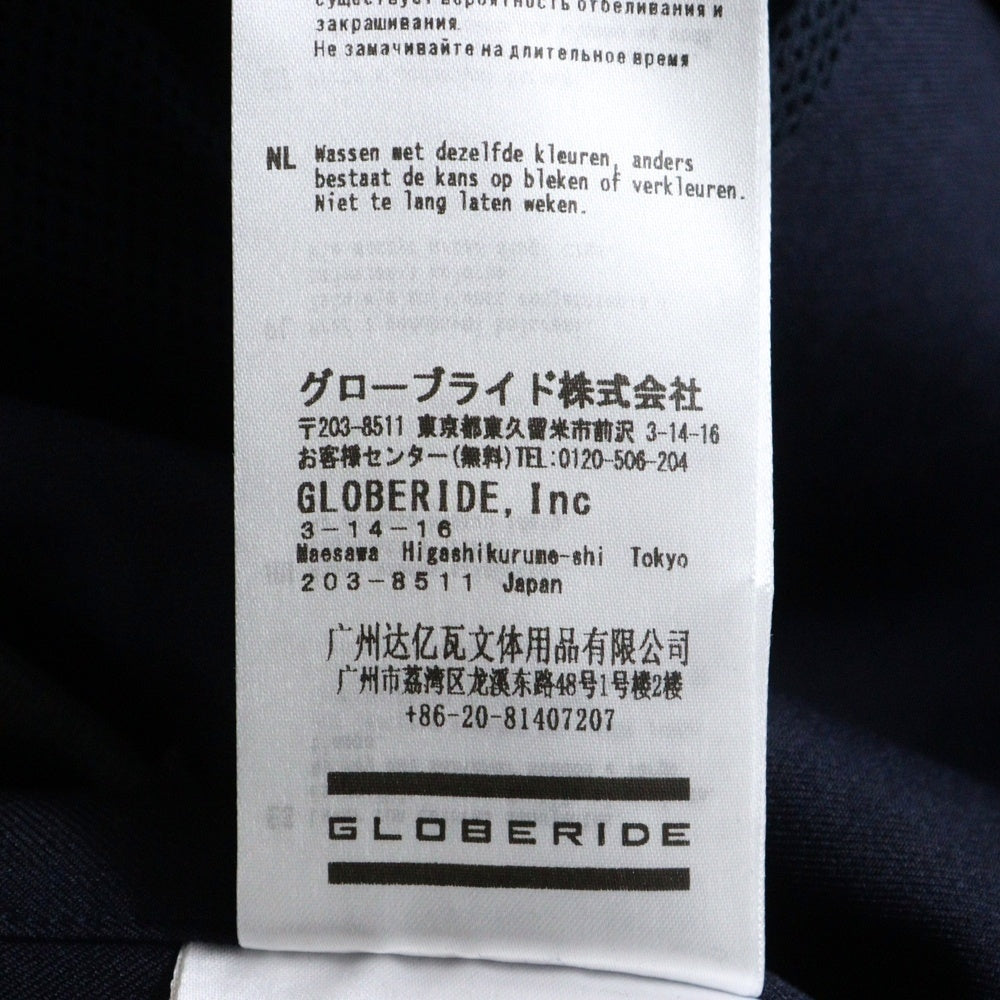 существует вероятность отбеливания и
закрашивания.
Не замачивайте на длительное время
NL Wassen met dezelfde kleuren, anders
bestaat de kans op bleken of verkleuren.
Niet te lang laten weken.
グローブライド株式会社
〒203-8511 東京都東久留米市前沢 3-14-16
お客様センター(無料)TEL:0120-506-204
GLOBERIDE, Inc
3-14-16
Maesawa Higashikurume-shi Tokyo
203-8511 Japan
广州达亿瓦文体用品有限公司
广州市荔湾区龙溪东路48号1号楼2楼
+86-20-81407207
GLOBERIDE